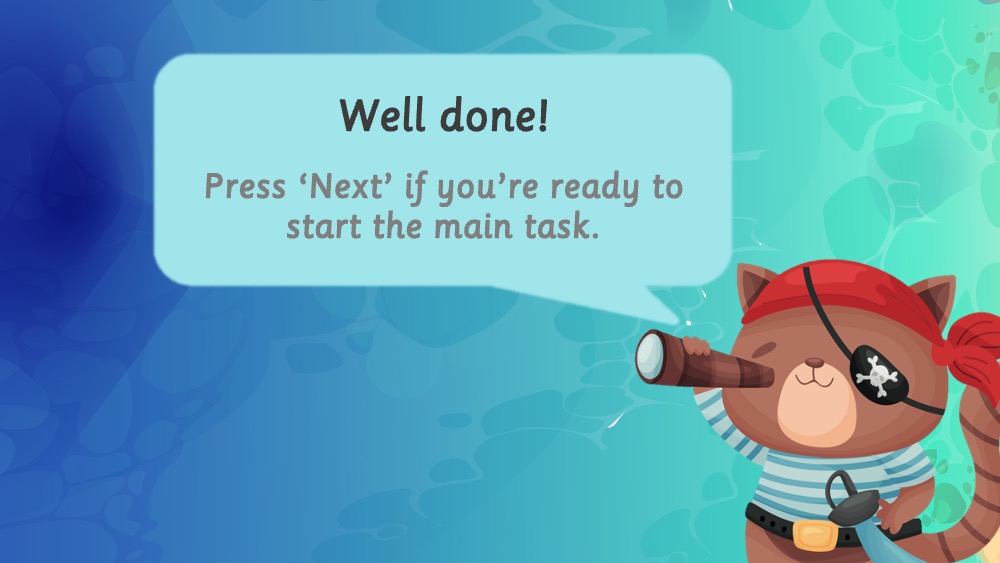 Well done!
Press ‘Next’ if you’re ready to
start the main task.